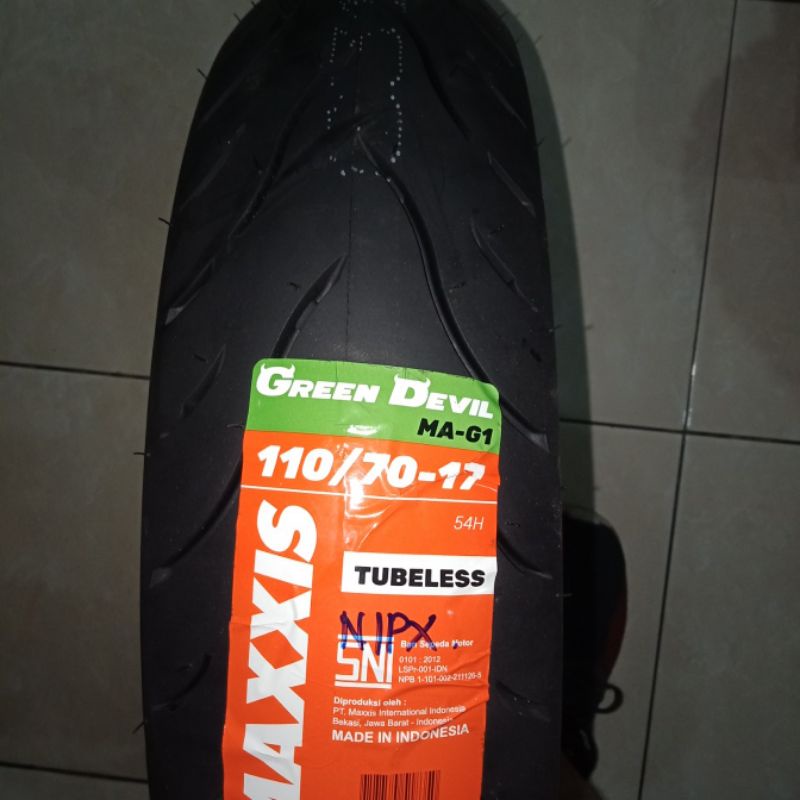 GREEN DEVIL
MA-G1
110/70-17
54H
MAXXIS
TUBELESS
NIPX
SNI
Ban Sepeda Motor
0101 : 2012
LSPr-001-IDN
NPB 1-101-002-211126-5
Diproduksi oleh :
PT. Maxxis International Indonesia
Bekasi, Jawa Barat - Indonesia
MADE IN INDONESIA